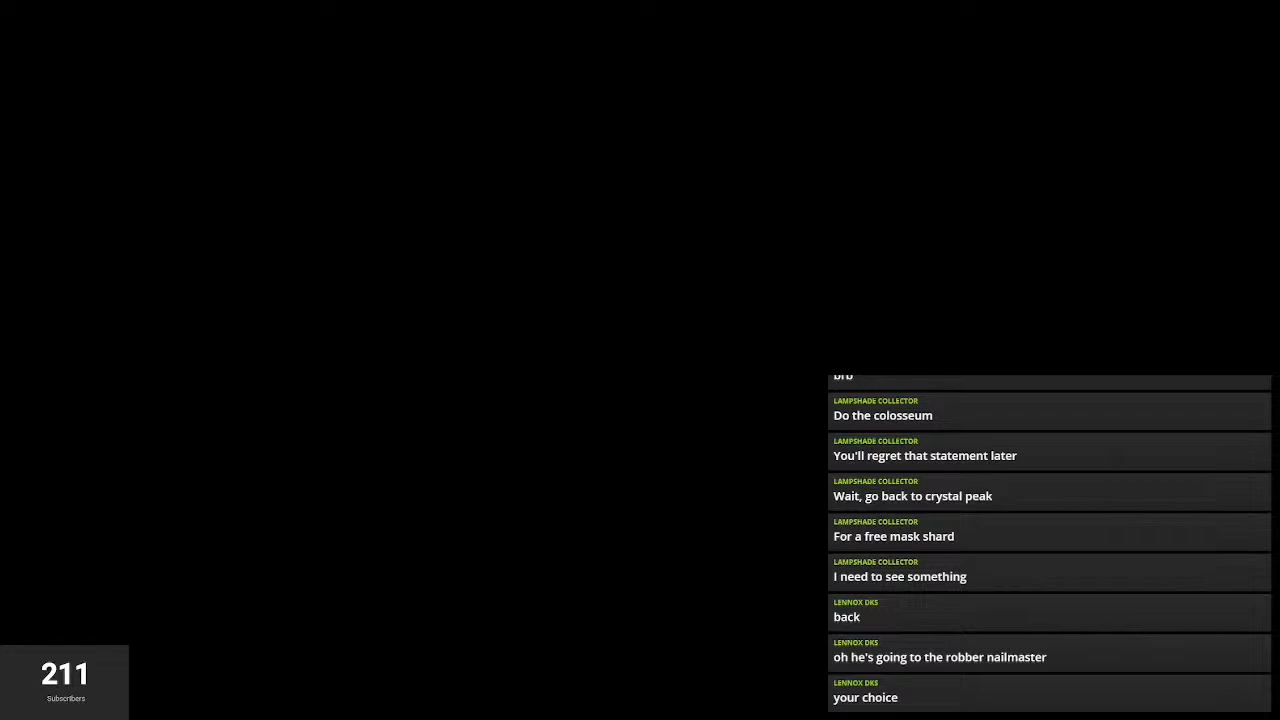 brb
LAMPSHADE COLLECTOR
Do the colosseum
LAMPSHADE COLLECTOR
You'll regret that statement later
LAMPSHADE COLLECTOR
Wait, go back to crystal peak
LAMPSHADE COLLECTOR
For a free mask shard
LAMPSHADE COLLECTOR
I need to see something
LENNOX DKS
back
LENNOX DKS
oh he's going to the robber nailmaster
LENNOX DKS
your choice
211
Subscribers